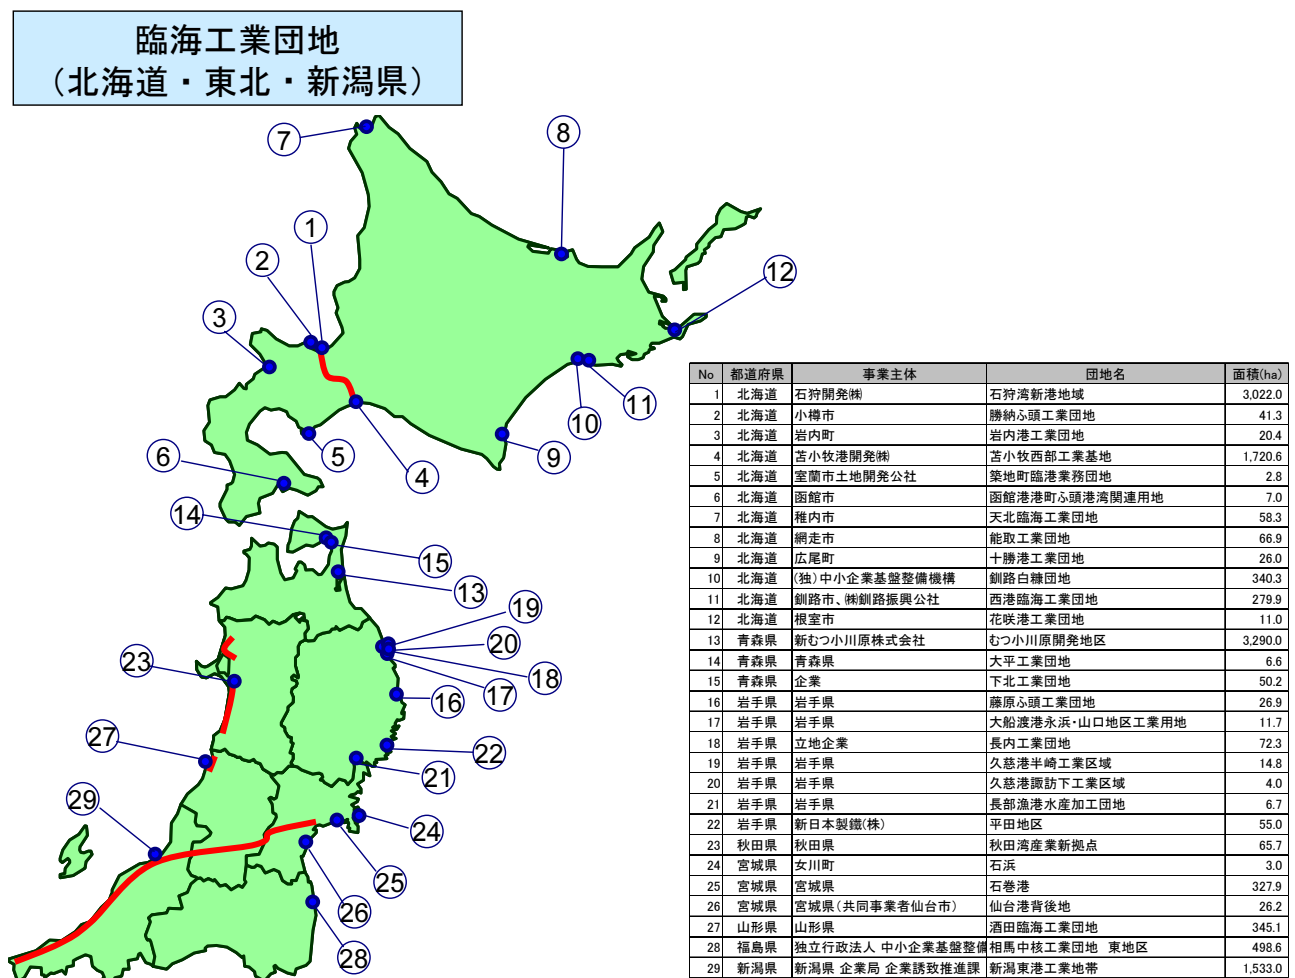 臨海工業団地
（北海道・東北・新潟県）
7
8
1
2
12
3
11
10
9
5
4
6
14
15
13
19
20
18
17
16
23
22
27
21
29
24
25
26
28
No 都道府県 事業主体 団地名 面積(ha)
1 北海道 石狩開発㈱ 石狩湾新港地域 3,022.0
2 北海道 小樽市 勝納ふ頭工業団地 41.3
3 北海道 岩内町 岩内港工業団地 20.4
4 北海道 苫小牧港開発㈱ 苫小牧西部工業基地 1,720.6
5 北海道 室蘭市土地開発公社 築地町臨港業務団地 2.8
6 北海道 函館市 函館港港町ふ頭港湾関連用地 7.0
7 北海道 稚内市 天北臨海工業団地 58.3
8 北海道 網走市 能取工業団地 66.9
9 北海道 広尾町 十勝港工業団地 26.0
10 北海道 (独)中小企業基盤整備機構 釧路白糠団地 340.3
11 北海道 釧路市、㈱釧路振興公社 西港臨海工業団地 279.9
12 北海道 根室市 花咲港工業団地 11.0
13 青森県 新むつ小川原株式会社 むつ小川原開発地区 3,290.0
14 青森県 青森県 大平工業団地 6.6
15 青森県 企業 下北工業団地 50.2
16 岩手県 岩手県 藤原ふ頭工業団地 26.9
17 岩手県 岩手県 大船渡港永浜･山口地区工業用地 11.7
18 岩手県 立地企業 長内工業団地 72.3
19 岩手県 岩手県 久慈港半崎工業区域 14.8
20 岩手県 岩手県 久慈港諏訪下工業区域 4.0
21 岩手県 岩手県 長部漁港水産加工団地 6.7
22 岩手県 新日本製鐵(株) 平田地区 55.0
23 秋田県 秋田県 秋田湾産業新拠点 65.7
24 宮城県 女川町 石浜 3.0
25 宮城県 宮城県 石巻港 327.9
26 宮城県 宮城県（共同事業者仙台市） 仙台港背後地 26.2
27 山形県 山形県 酒田臨海工業団地 345.1
28 福島県 独立行政法人 中小企業基盤整備 相馬中核工業団地　東地区 498.6
29 新潟県 新潟県 企業局 企業誘致推進課 新潟東港工業地帯 1,533.0